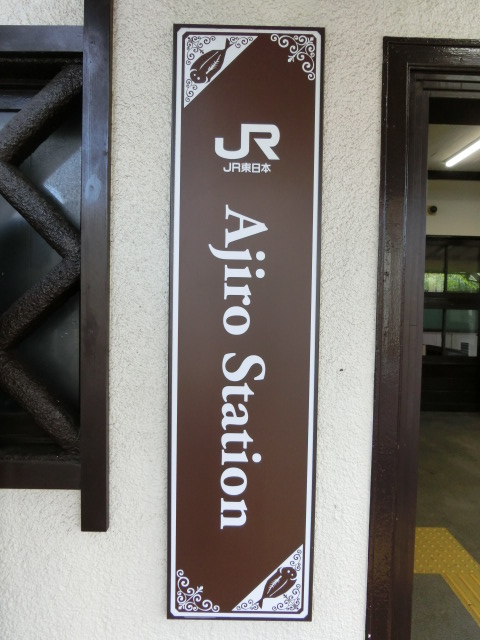 JR
JR東日本
Ajiro Station